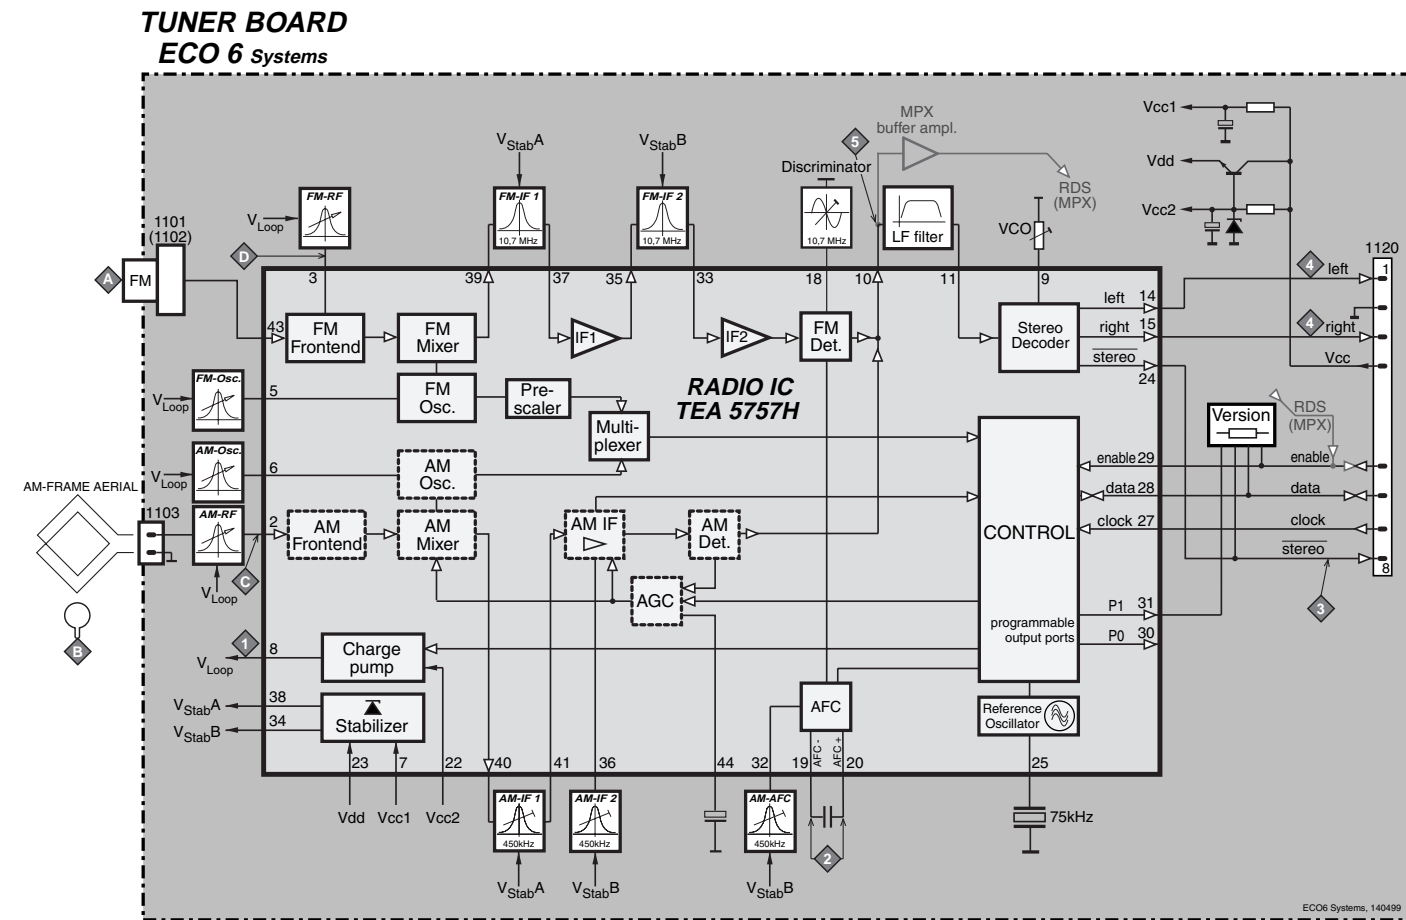 TUNER BOARD
ECO 6 Systems
Vcc1
MPX
buffer ampl.
5
VStabA
VStabB
Discriminator
Vdd
RDS
(MPX)
FM-RF
FM-IF 1
FM-IF 2
Vcc2
1101
(1102)
VLoop
10,7 MHz
10,7 MHz
10,7 MHz
LF filter
VCO
1120
D
A
FM
3
39
37
35
33
18
10
11
9
4
left
1
left
14
43
FM
Frontend
FM
Mixer
IF1
IF2
FM
Det.
Stereo
Decoder
right
15
4
right
stereo
24
Vcc
FM-Osc.
VLoop
5
FM
Osc.
Pre-
scaler
RADIO IC
TEA 5757H
Multi-
plexer
Version
RDS
(MPX)
AM-Osc.
VLoop
6
AM
Osc.
enable
29
enable
AM-FRAME AERIAL
data
28
data
1103
AM-RF
2
AM
Frontend
AM
Mixer
AM IF
AM
Det.
CONTROL
clock
27
clock
stereo
8
C
VLoop
AGC
B
P1
31
3
programmable
output ports
P0
30
1
8
VLoop
Charge
pump
38
VStabA
34
VStabB
Stabilizer
AFC
Reference
Oscillator
AFC -
AFC +
23
7
22
40
41
36
44
32
19
20
25
Vdd
Vcc1
Vcc2
AM-IF 1
450kHz
AM-IF 2
450kHz
AM-AFC
450kHz
75kHz
2
VStabA
VStabB
VStabB
ECO6 Systems, 140499